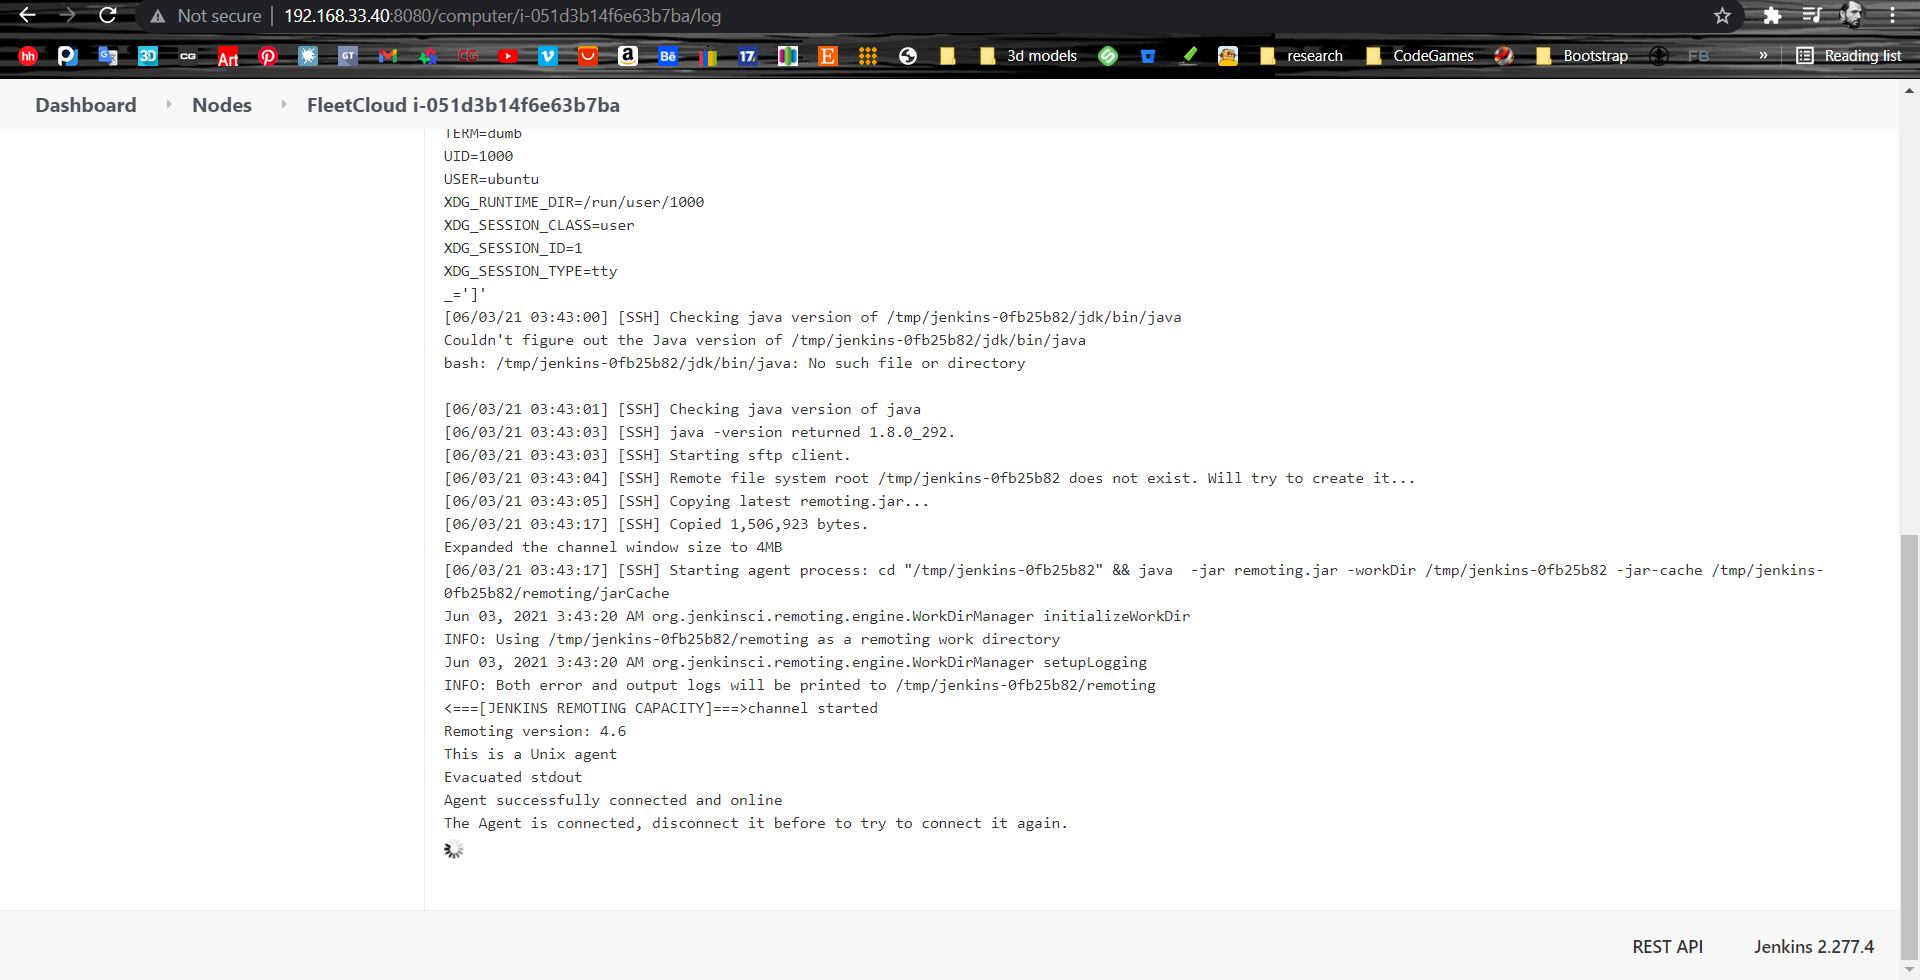 Not secure | 192.168.33.40:8080/computer/i-051d3b14f6e63b7ba/log
hh 3D CG Art GT CG Bē 17 a E 3d models research CodeGames Bootstrap FB » Reading list
Dashboard Nodes FleetCloud i-051d3b14f6e63b7ba
TERM=dumb
UID=1000
USER=ubuntu
XDG_RUNTIME_DIR=/run/user/1000
XDG_SESSION_CLASS=user
XDG_SESSION_ID=1
XDG_SESSION_TYPE=tty
_=']'
[06/03/21 03:43:00] [SSH] Checking java version of /tmp/jenkins-0fb25b82/jdk/bin/java
Couldn't figure out the Java version of /tmp/jenkins-0fb25b82/jdk/bin/java
bash: /tmp/jenkins-0fb25b82/jdk/bin/java: No such file or directory
[06/03/21 03:43:01] [SSH] Checking java version of java
[06/03/21 03:43:03] [SSH] java -version returned 1.8.0_292.
[06/03/21 03:43:03] [SSH] Starting sftp client.
[06/03/21 03:43:04] [SSH] Remote file system root /tmp/jenkins-0fb25b82 does not exist. Will try to create it...
[06/03/21 03:43:05] [SSH] Copying latest remoting.jar...
[06/03/21 03:43:17] [SSH] Copied 1,506,923 bytes.
Expanded the channel window size to 4MB
[06/03/21 03:43:17] [SSH] Starting agent process: cd "/tmp/jenkins-0fb25b82" && java  -jar remoting.jar -workDir /tmp/jenkins-0fb25b82 -jar-cache /tmp/jenkins-
0fb25b82/remoting/jarCache
Jun 03, 2021 3:43:20 AM org.jenkinsci.remoting.engine.WorkDirManager initializeWorkDir
INFO: Using /tmp/jenkins-0fb25b82/remoting as a remoting work directory
Jun 03, 2021 3:43:20 AM org.jenkinsci.remoting.engine.WorkDirManager setupLogging
INFO: Both error and output logs will be printed to /tmp/jenkins-0fb25b82/remoting
<===[JENKINS REMOTING CAPACITY]===>channel started
Remoting version: 4.6
This is a Unix agent
Evacuated stdout
Agent successfully connected and online
The Agent is connected, disconnect it before to try to connect it again.
REST API Jenkins 2.277.4